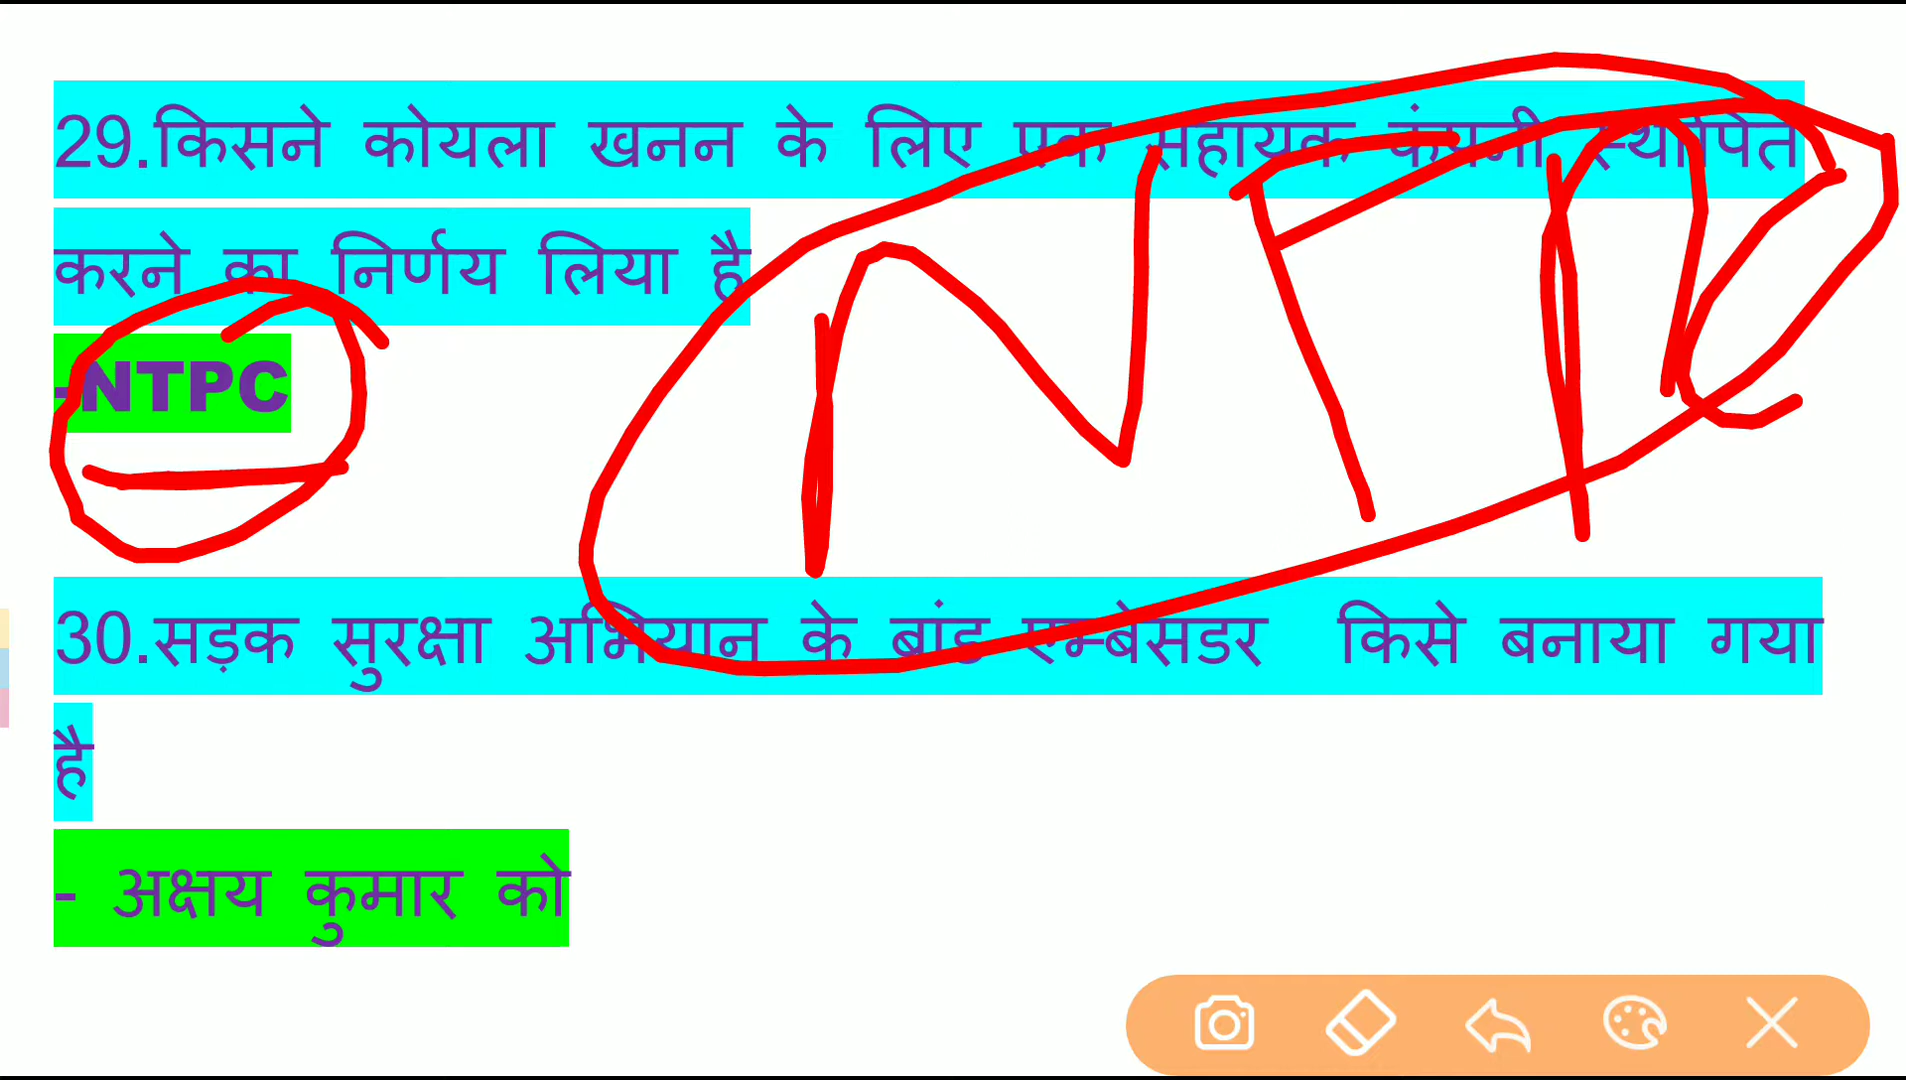 29.किसने कोयला खनन के लिए एक सहायक कंपनी स्थापित
करने का निर्णय लिया है
-NTPC
NTPC
30.सड़क सुरक्षा अभियान के बांड एम्बेसडर किसे बनाया गया
है
- अक्षय कुमार को